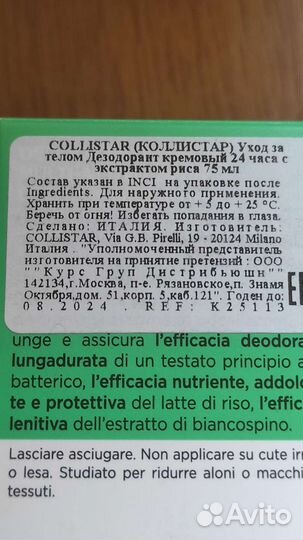 COLLISTAR (КОЛЛИСТАР) Уход за
телом Дезодорант кремовый 24 часа с
экстрактом риса 75 мл
Состав указан в INCI на упаковке после
Ingredients. Для наружного применения.
Хранить при температуре от + 5 до + 25 °С.
Беречь от огня! Избегать попадания в глаза.
Сделано: ИТАЛИЯ. Изготовитель:
COLLISTAR, Via G.B. Pirelli, 19 - 20124 Milano
Италия . "Уполномоченный представитель
изготовителя на принятие претензий : ООО
""Курс Груп Дистрибьюшн""
142134,г.Москва, п-е. Рязановское, п. Знамя
Октября,дом. 51,корп. 5,каб.121". Годен до:
08.2024 REF: K25113
unge e assicura l'efficacia deodora
lungadurata di un testato principio a
batterico, l'efficacia nutriente, addol
te e protettiva del latte di riso, l'effic
lenitiva dell'estratto di biancospino.
Lasciare asciugare. Non applicare su cute irr
o lesa. Studiato per ridurre aloni o macchi
tessuti.
Avito